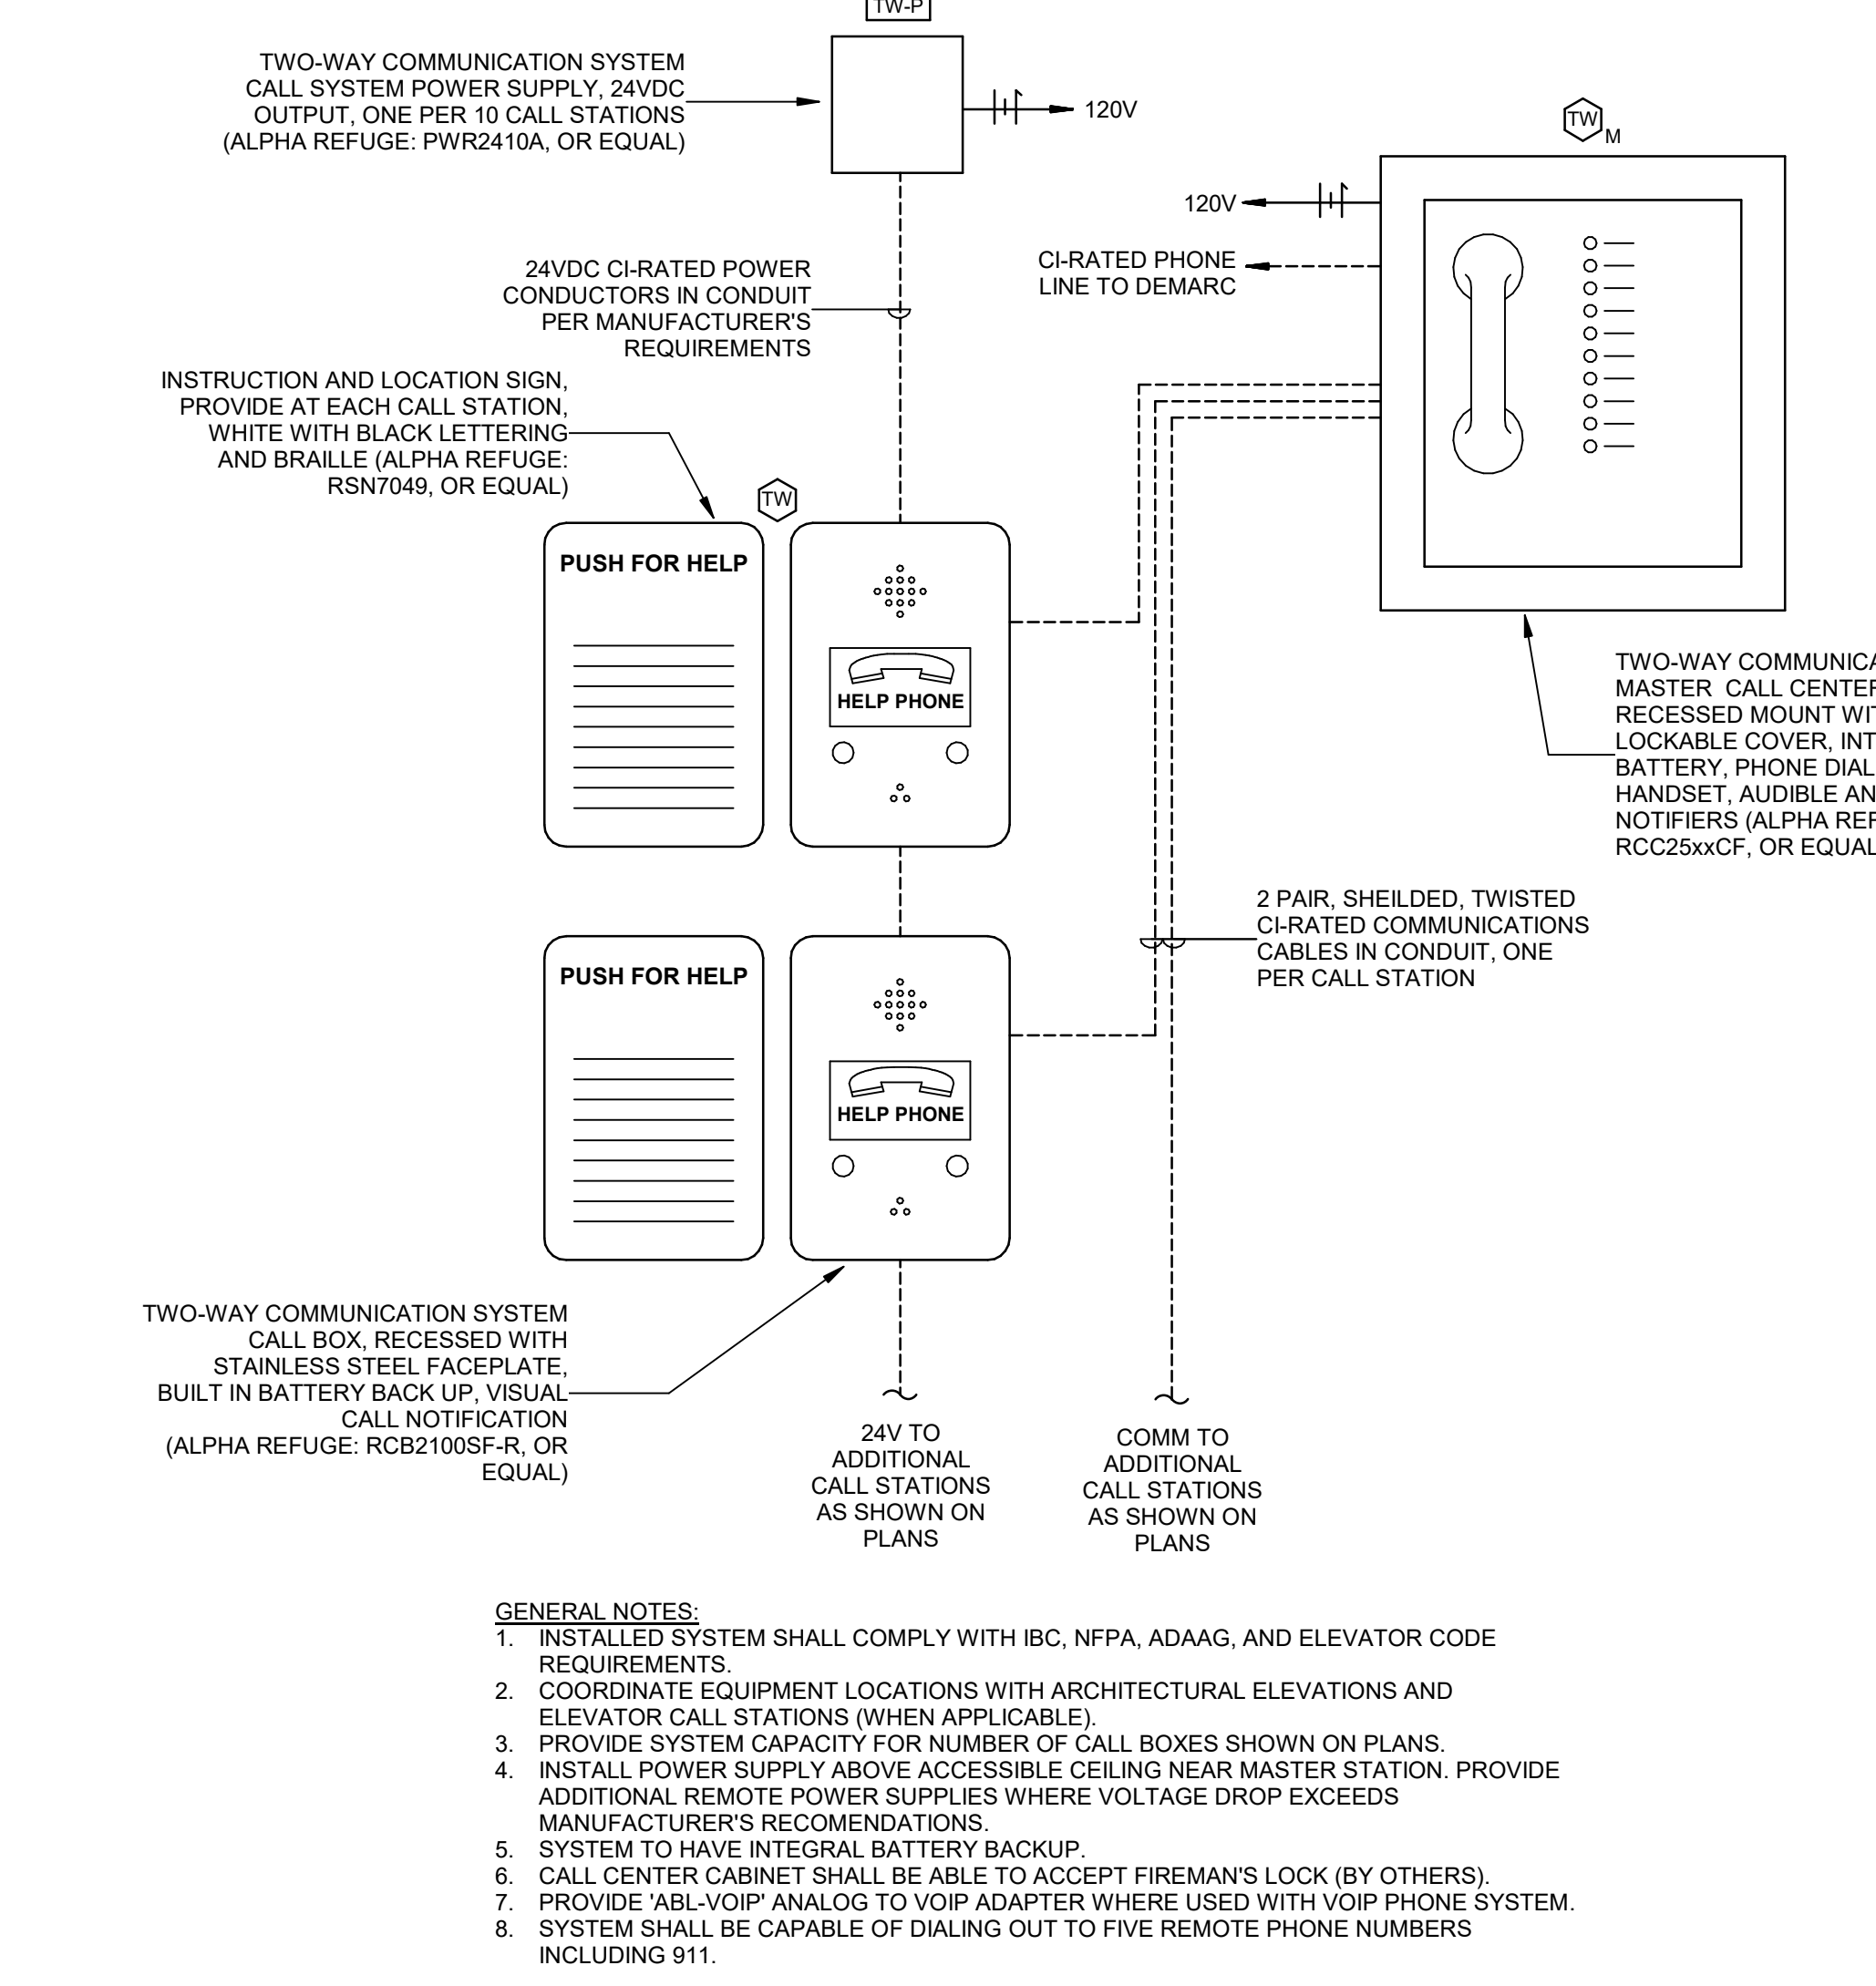 TW-P
TWO-WAY COMMUNICATION SYSTEM
CALL SYSTEM POWER SUPPLY, 24VDC
OUTPUT, ONE PER 10 CALL STATIONS
(ALPHA REFUGE: PWR2410A, OR EQUAL)
120V
TW
M
120V
CI-RATED PHONE
LINE TO DEMARC
24VDC CI-RATED POWER
CONDUCTORS IN CONDUIT
PER MANUFACTURER'S
REQUIREMENTS
INSTRUCTION AND LOCATION SIGN,
PROVIDE AT EACH CALL STATION,
WHITE WITH BLACK LETTERING
AND BRAILLE (ALPHA REFUGE:
RSN7049, OR EQUAL)
TW
PUSH FOR HELP
HELP PHONE
TWO-WAY
MASTER CALL
RECESSED MOUNT
LOCKABLE COVER,
BATTERY, PHONE
HANDSET, AUDIBLE
NOTIFIERS (ALPHA
RCC25xxCF, OR EQUAL
2 PAIR, SHEILDED, TWISTED
CI-RATED COMMUNICATIONS
CABLES IN CONDUIT, ONE
PER CALL STATION
PUSH FOR HELP
HELP PHONE
TWO-WAY COMMUNICATION SYSTEM
CALL BOX, RECESSED WITH
STAINLESS STEEL FACEPLATE,
BUILT IN BATTERY BACK UP, VISUAL
CALL NOTIFICATION
(ALPHA REFUGE: RCB2100SF-R, OR
EQUAL)
24V TO
ADDITIONAL
CALL STATIONS
AS SHOWN ON
PLANS
COMM TO
ADDITIONAL
CALL STATIONS
AS SHOWN ON
PLANS
GENERAL NOTES:
1. INSTALLED SYSTEM SHALL COMPLY WITH IBC, NFPA, ADAAG, AND ELEVATOR CODE
REQUIREMENTS.
2. COORDINATE EQUIPMENT LOCATIONS WITH ARCHITECTURAL ELEVATIONS AND
ELEVATOR CALL STATIONS (WHEN APPLICABLE).
3. PROVIDE SYSTEM CAPACITY FOR NUMBER OF CALL BOXES SHOWN ON PLANS.
4. INSTALL POWER SUPPLY ABOVE ACCESSIBLE CEILING NEAR MASTER STATION. PROVIDE
ADDITIONAL REMOTE POWER SUPPLIES WHERE VOLTAGE DROP EXCEEDS
MANUFACTURER'S RECOMENDATIONS.
5. SYSTEM TO HAVE INTEGRAL BATTERY BACKUP.
6. CALL CENTER CABINET SHALL BE ABLE TO ACCEPT FIREMAN'S LOCK (BY OTHERS).
7. PROVIDE 'ABL-VOIP' ANALOG TO VOIP ADAPTER WHERE USED WITH VOIP PHONE SYSTEM.
8. SYSTEM SHALL BE CAPABLE OF DIALING OUT TO FIVE REMOTE PHONE NUMBERS
INCLUDING 911.